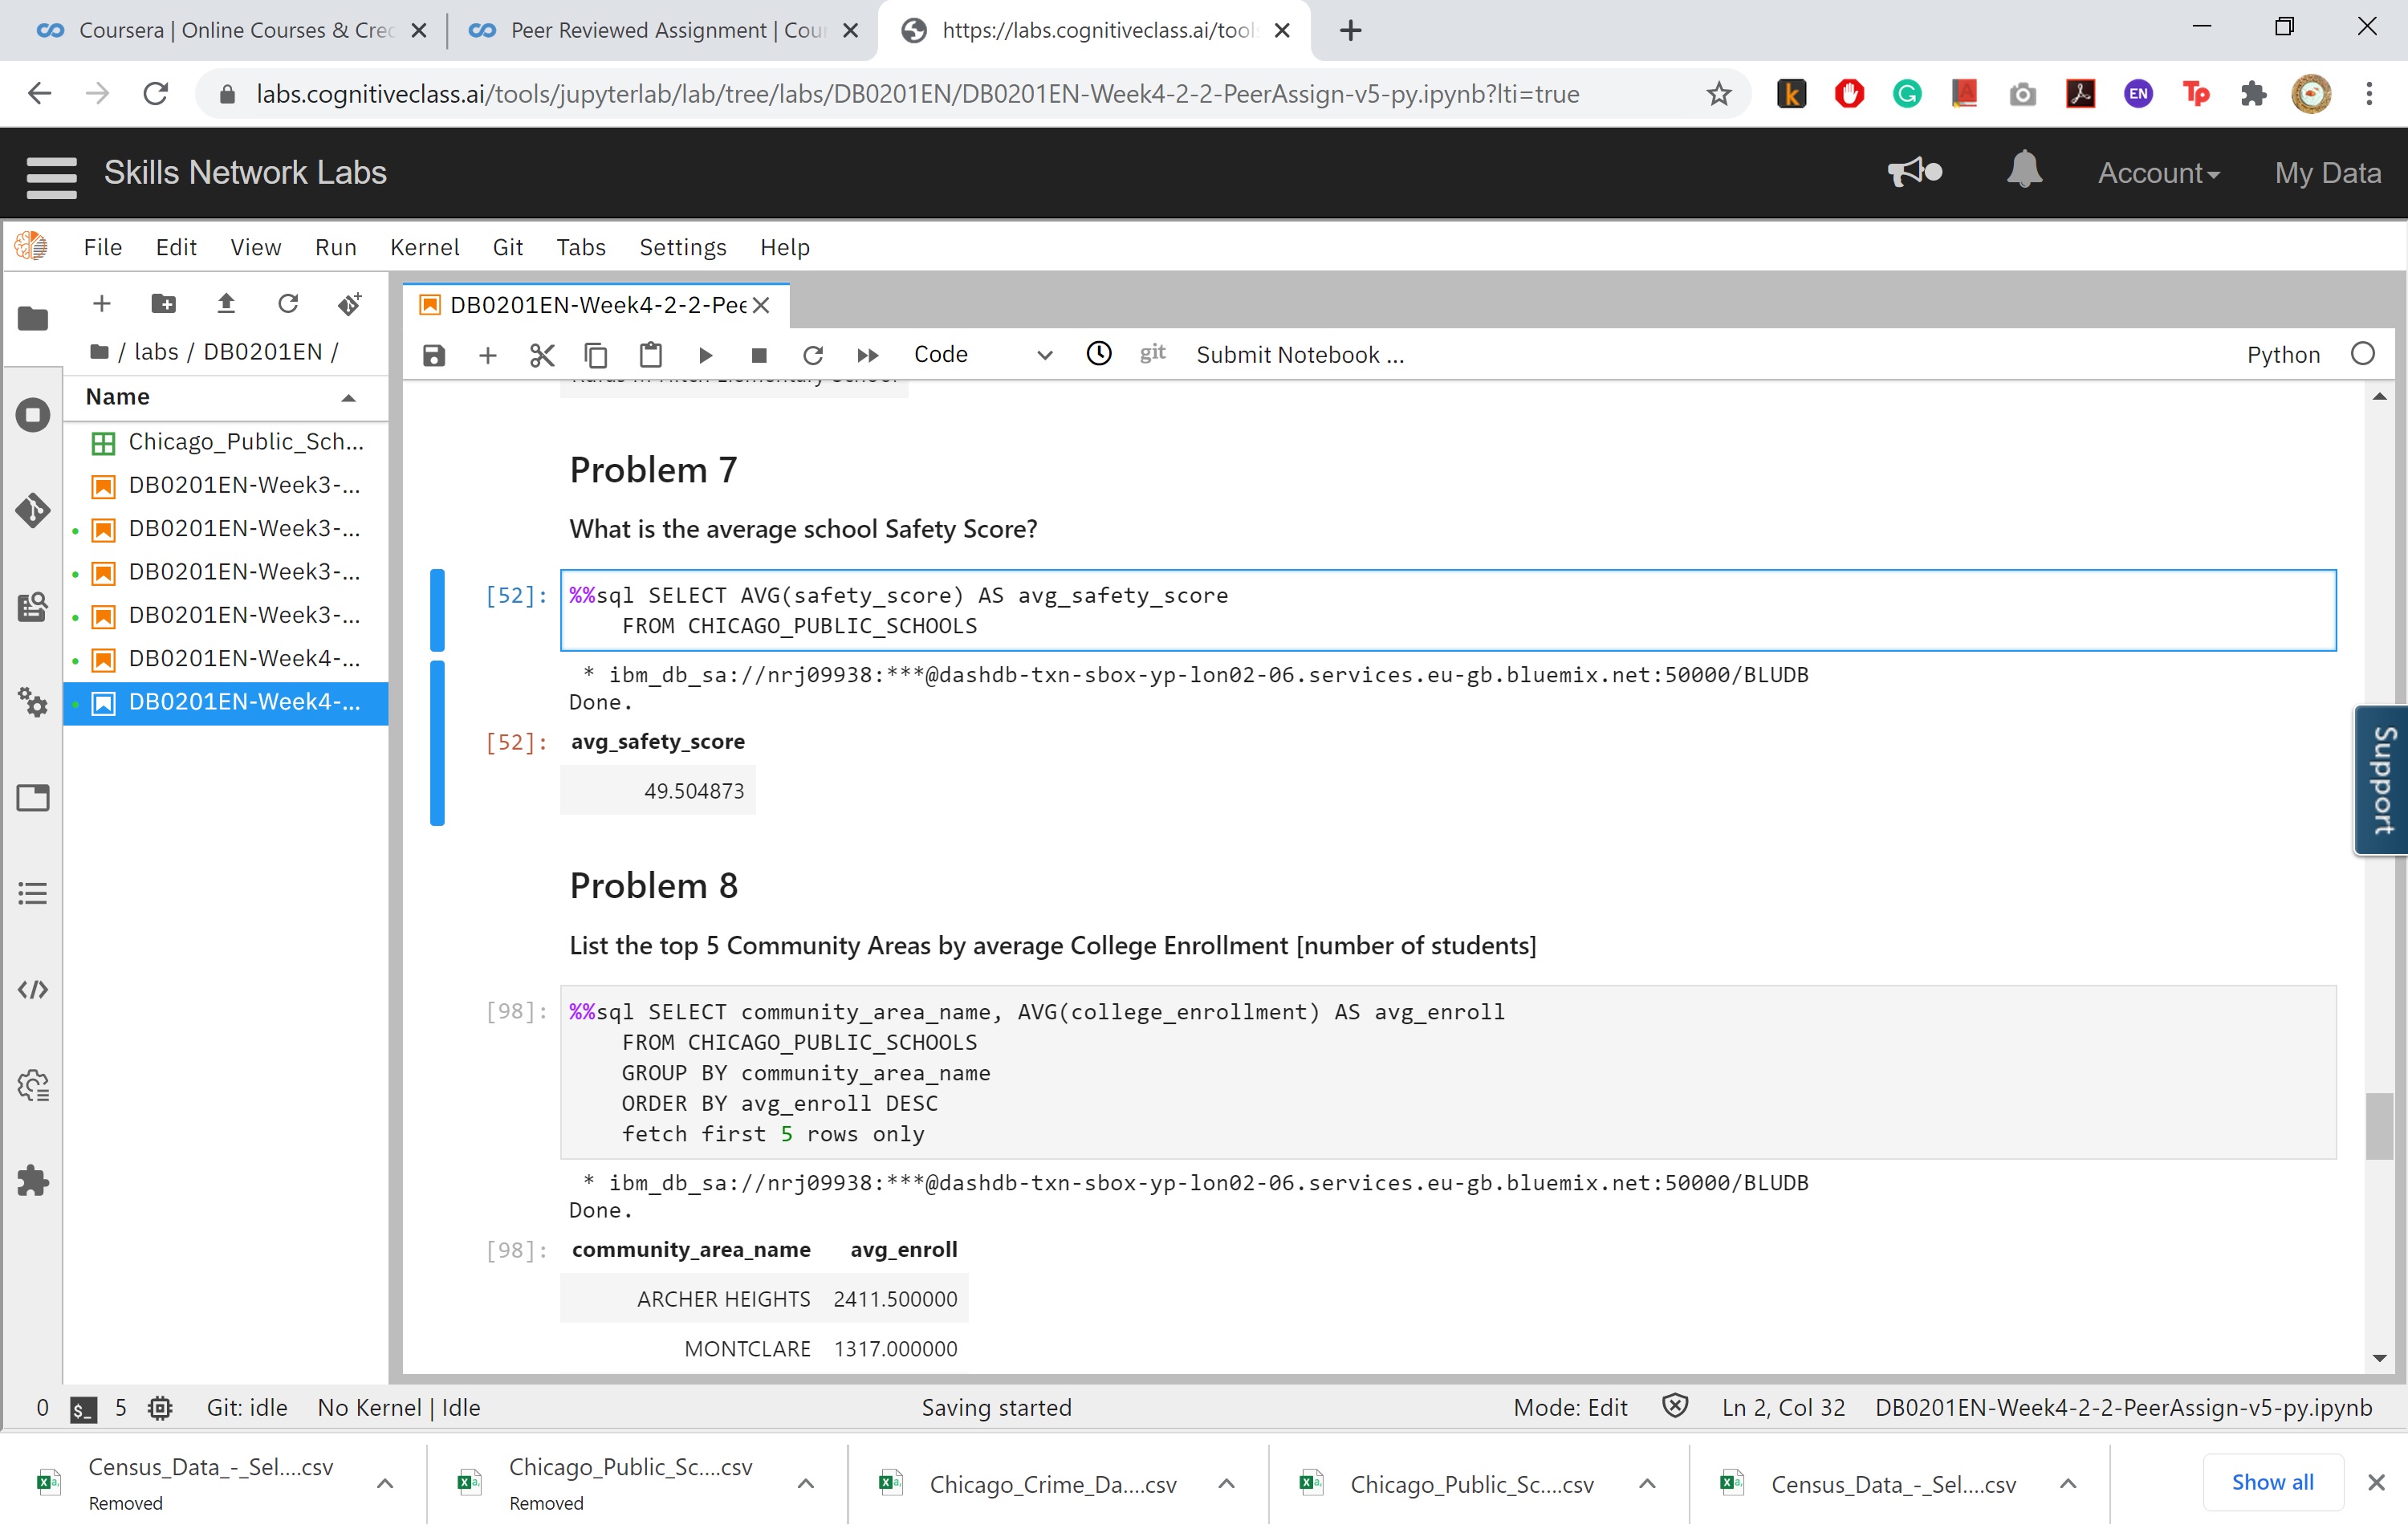 Coursera | Online Courses & Cre
Peer Reviewed Assignment | Cou
https://labs.cognitiveclass.ai/tool
labs.cognitiveclass.ai/tools/jupyterlab/lab/tree/labs/DB0201EN/DB0201EN-Week4-2-2-PeerAssign-v5-py.ipynb?lti=true
k
G
A
EN
Tp
Skills Network Labs
Account
My Data
File Edit View Run Kernel Git Tabs Settings Help
DB0201EN-Week4-2-2-Pee
/ labs / DB0201EN /
Code
git
Submit Notebook ...
Python
Name
Chicago_Public_Sch...
DB0201EN-Week3-...
DB0201EN-Week3-...
DB0201EN-Week3-...
DB0201EN-Week3-...
DB0201EN-Week4-...
DB0201EN-Week4-...
Problem 7
What is the average school Safety Score?
[52]: %%sql SELECT AVG(safety_score) AS avg_safety_score
FROM CHICAGO_PUBLIC_SCHOOLS
* ibm_db_sa://nrj09938:***@dashdb-txn-sbox-yp-lon02-06.services.eu-gb.bluemix.net:50000/BLUDB
Done.
[52]: avg_safety_score
49.504873
Problem 8
List the top 5 Community Areas by average College Enrollment [number of students]
[98]: %%sql SELECT community_area_name, AVG(college_enrollment) AS avg_enroll
FROM CHICAGO_PUBLIC_SCHOOLS
GROUP BY community_area_name
ORDER BY avg_enroll DESC
fetch first 5 rows only
* ibm_db_sa://nrj09938:***@dashdb-txn-sbox-yp-lon02-06.services.eu-gb.bluemix.net:50000/BLUDB
Done.
[98]: community_area_name avg_enroll
ARCHER HEIGHTS 2411.500000
MONTCLARE 1317.000000
Support
0 $_ 5 Git: idle No Kernel | Idle
Saving started
Mode: Edit Ln 2, Col 32 DB0201EN-Week4-2-2-PeerAssign-v5-py.ipynb
Census_Data_-_Sel....csv
Removed
Chicago_Public_Sc....csv
Removed
Chicago_Crime_Da....csv
Chicago_Public_Sc....csv
Census_Data_-_Sel....csv
Show all